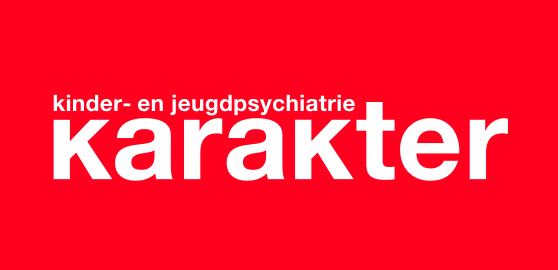 kinder- en jeugdpsychiatrie
karakter